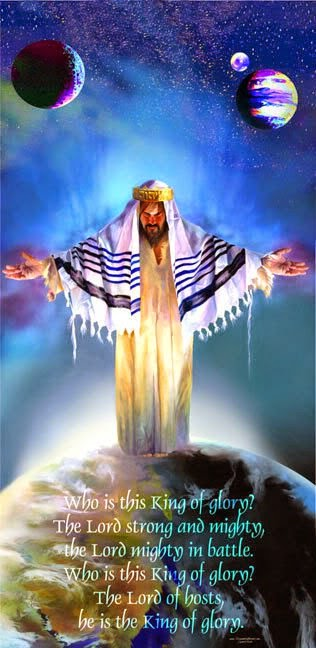 Who is this King of glory?
The Lord strong and mighty,
the Lord mighty in battle.
Who is this King of glory?
The Lord of hosts,
he is the King of glory.